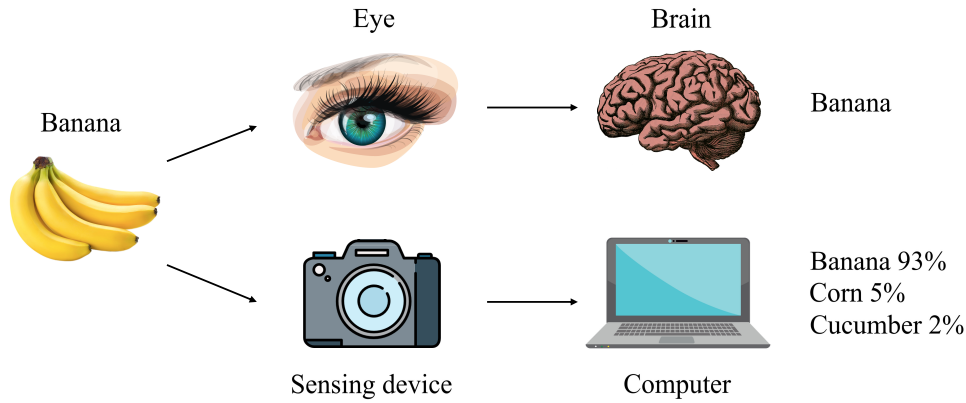 Eye
Brain
Banana
Banana
Banana 93%
Corn 5%
Cucumber 2%
Sensing device
Computer